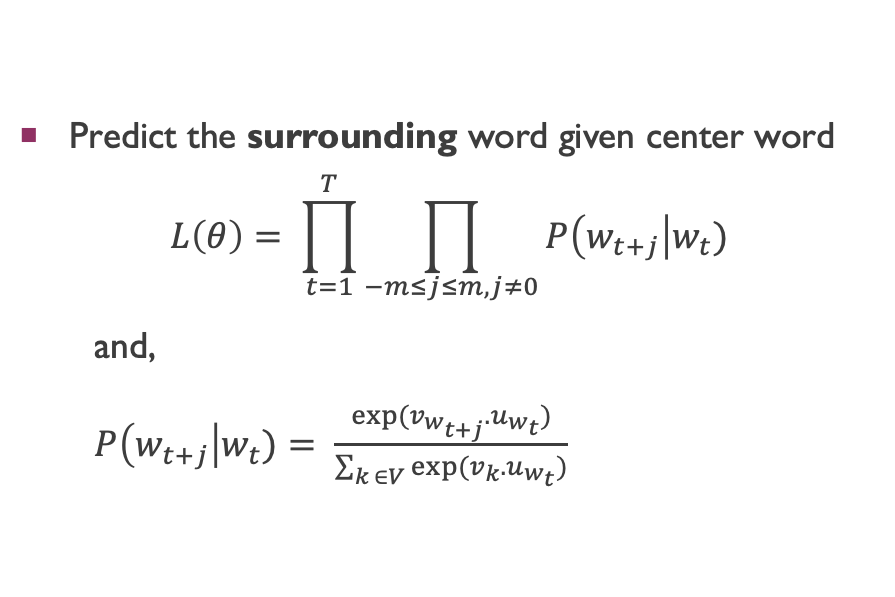 ▪ Predict the surrounding word given center word
T
L(θ) = ∏ ∏ P(w_{t+j}|w_t)
t=1 −m≤j≤m,j≠0
and,
P(w_{t+j}|w_t) = exp(v_{w_{t+j}}.u_{w_t}) / ∑_{k∈V} exp(v_k.u_{w_t})